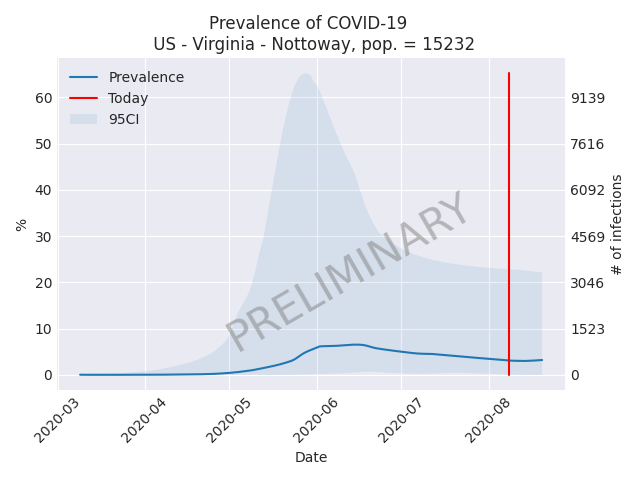 Prevalence of COVID-19
US - Virginia - Nottoway, pop. = 15232
Prevalence
Today
95CI
60
50
40
30
20
10
0
%
9139
7616
6092
4569
3046
1523
0
# of infections
PRELIMINARY
2020-03
2020-04
2020-05
2020-06
2020-07
2020-08
Date